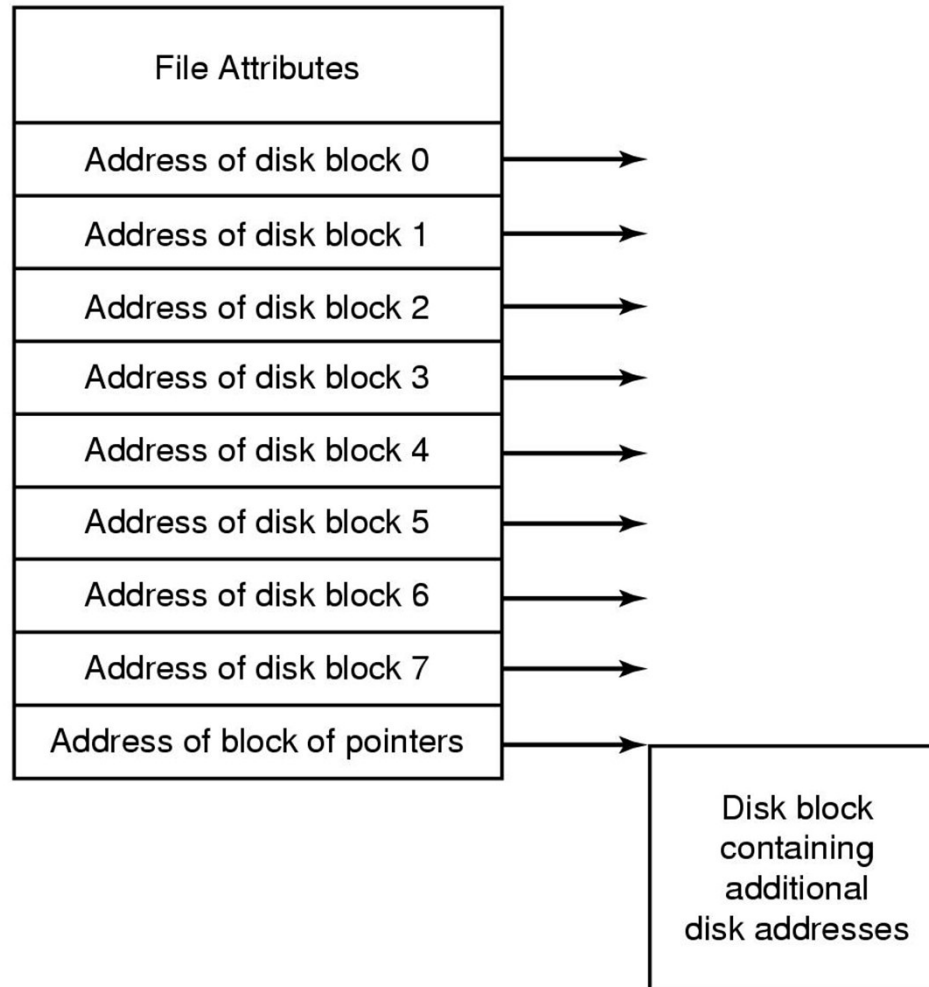 File Attributes
Address of disk block 0
Address of disk block 1
Address of disk block 2
Address of disk block 3
Address of disk block 4
Address of disk block 5
Address of disk block 6
Address of disk block 7
Address of block of pointers
Disk block
containing
additional
disk addresses